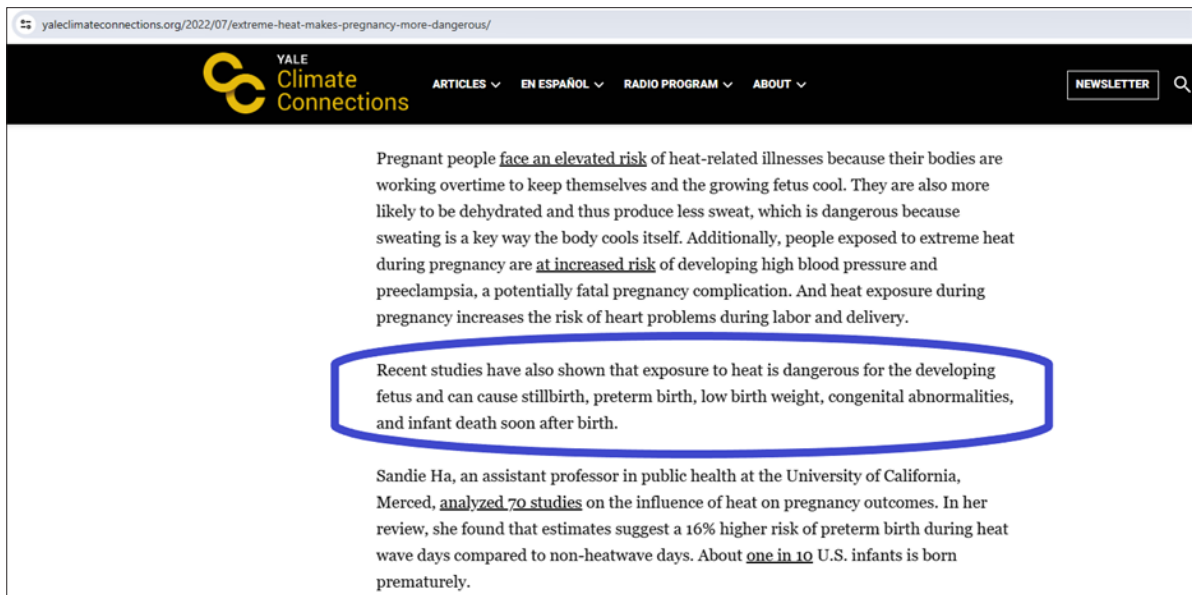 yaleclimateconnections.org/2022/07/extreme-heat-makes-pregnancy-more-dangerous/
YALE
Climate
Connections
ARTICLES EN ESPAÑOL RADIO PROGRAM ABOUT NEWSLETTER
Pregnant people face an elevated risk of heat-related illnesses because their bodies are
working overtime to keep themselves and the growing fetus cool. They are also more
likely to be dehydrated and thus produce less sweat, which is dangerous because
sweating is a key way the body cools itself. Additionally, people exposed to extreme heat
during pregnancy are at increased risk of developing high blood pressure and
preeclampsia, a potentially fatal pregnancy complication. And heat exposure during
pregnancy increases the risk of heart problems during labor and delivery.
Recent studies have also shown that exposure to heat is dangerous for the developing
fetus and can cause stillbirth, preterm birth, low birth weight, congenital abnormalities,
and infant death soon after birth.
Sandie Ha, an assistant professor in public health at the University of California,
Merced, analyzed 70 studies on the influence of heat on pregnancy outcomes. In her
review, she found that estimates suggest a 16% higher risk of preterm birth during heat
wave days compared to non-heatwave days. About one in 10 U.S. infants is born
prematurely.